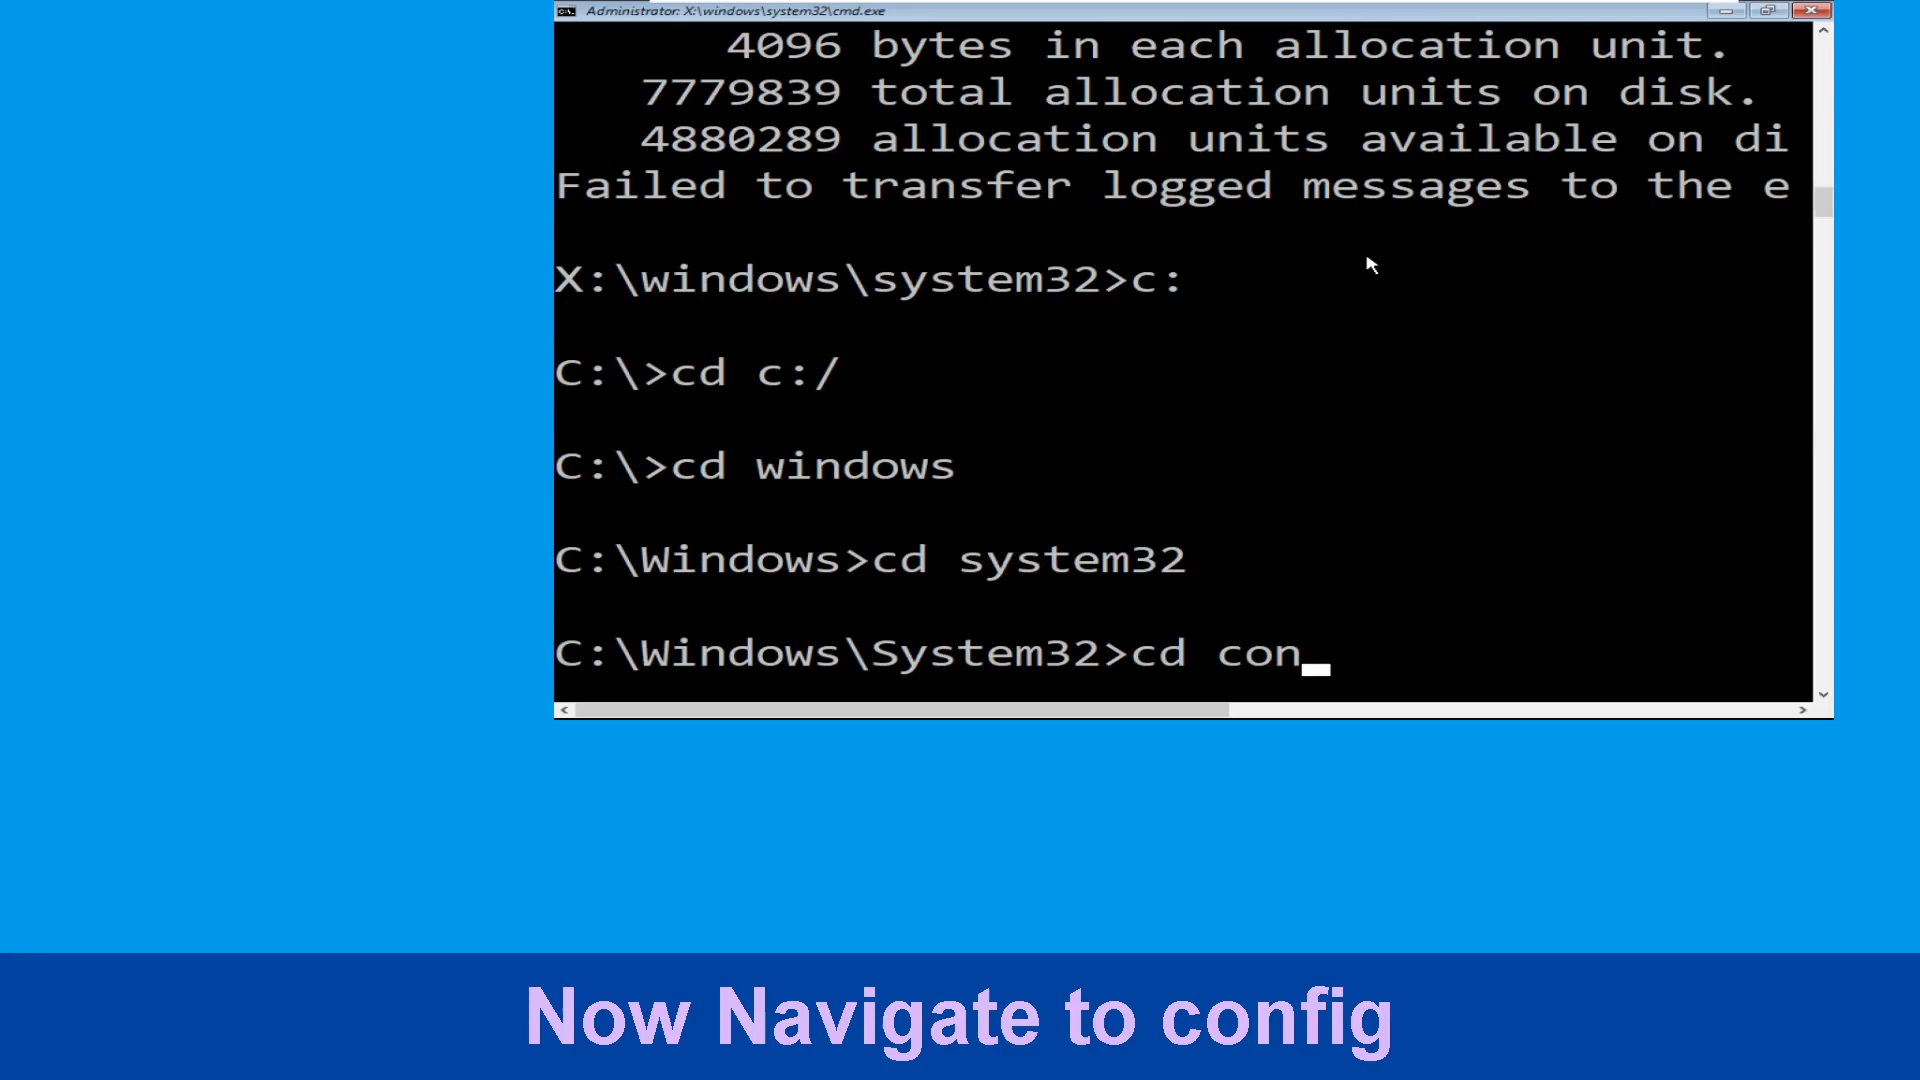 Administrator: X:\windows\system32\cmd.exe
4096 bytes in each allocation unit.
7779839 total allocation units on disk.
4880289 allocation units available on di
Failed to transfer logged messages to the e
X:\windows\system32>c:
C:\>cd c:/
C:\>cd windows
C:\Windows>cd system32
C:\Windows\System32>cd con
Now Navigate to config